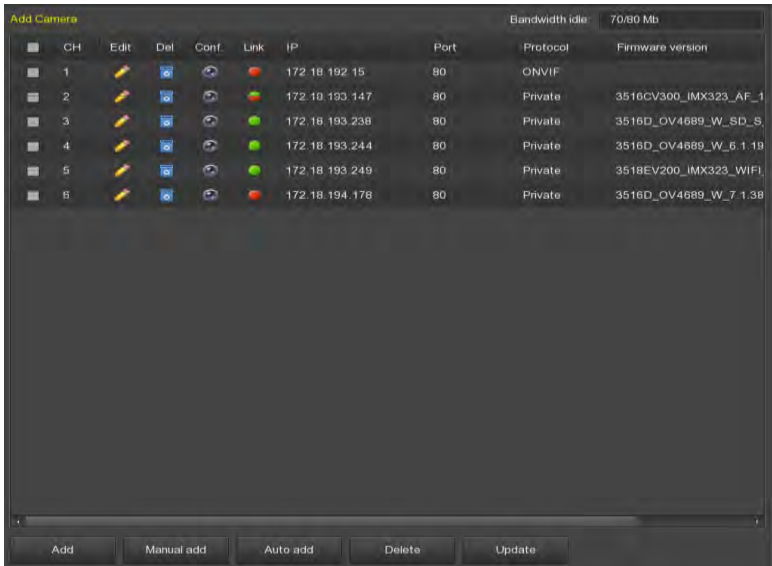 Add Camera Bandwidth idle: 70/80 Mb
CH Edit Del Conf. Link IP Port Protocol Firmware version
1 172.18.192.15 80 ONVIF
2 172.18.193.147 80 Private 3516CV300_IMX323_AF_1
3 172.18.193.238 80 Private 3516D_OV4689_W_SD_S_
4 172.18.193.244 80 Private 3516D_OV4689_W_6.1.19
5 172.18.193.249 80 Private 3518EV200_IMX323_WIFI_
6 172.18.194.178 80 Private 3516D_OV4689_W_7.1.38
Add Manual add Auto add Delete Update